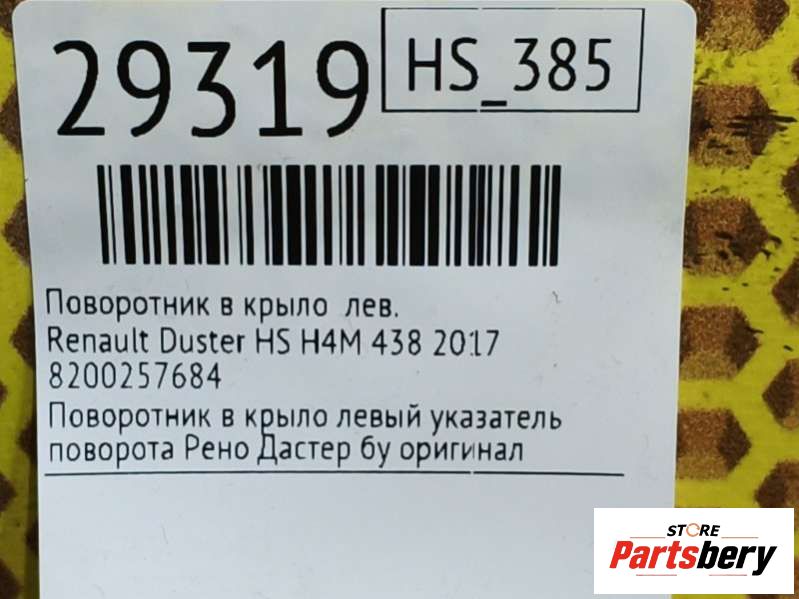 29319
HS_385
Поворотник в крыло лев.
Renault Duster HS H4M 438 2017
8200257684
Поворотник в крыло левый указатель
поворота Рено Дастер бу оригинал
STORE
Partsbery